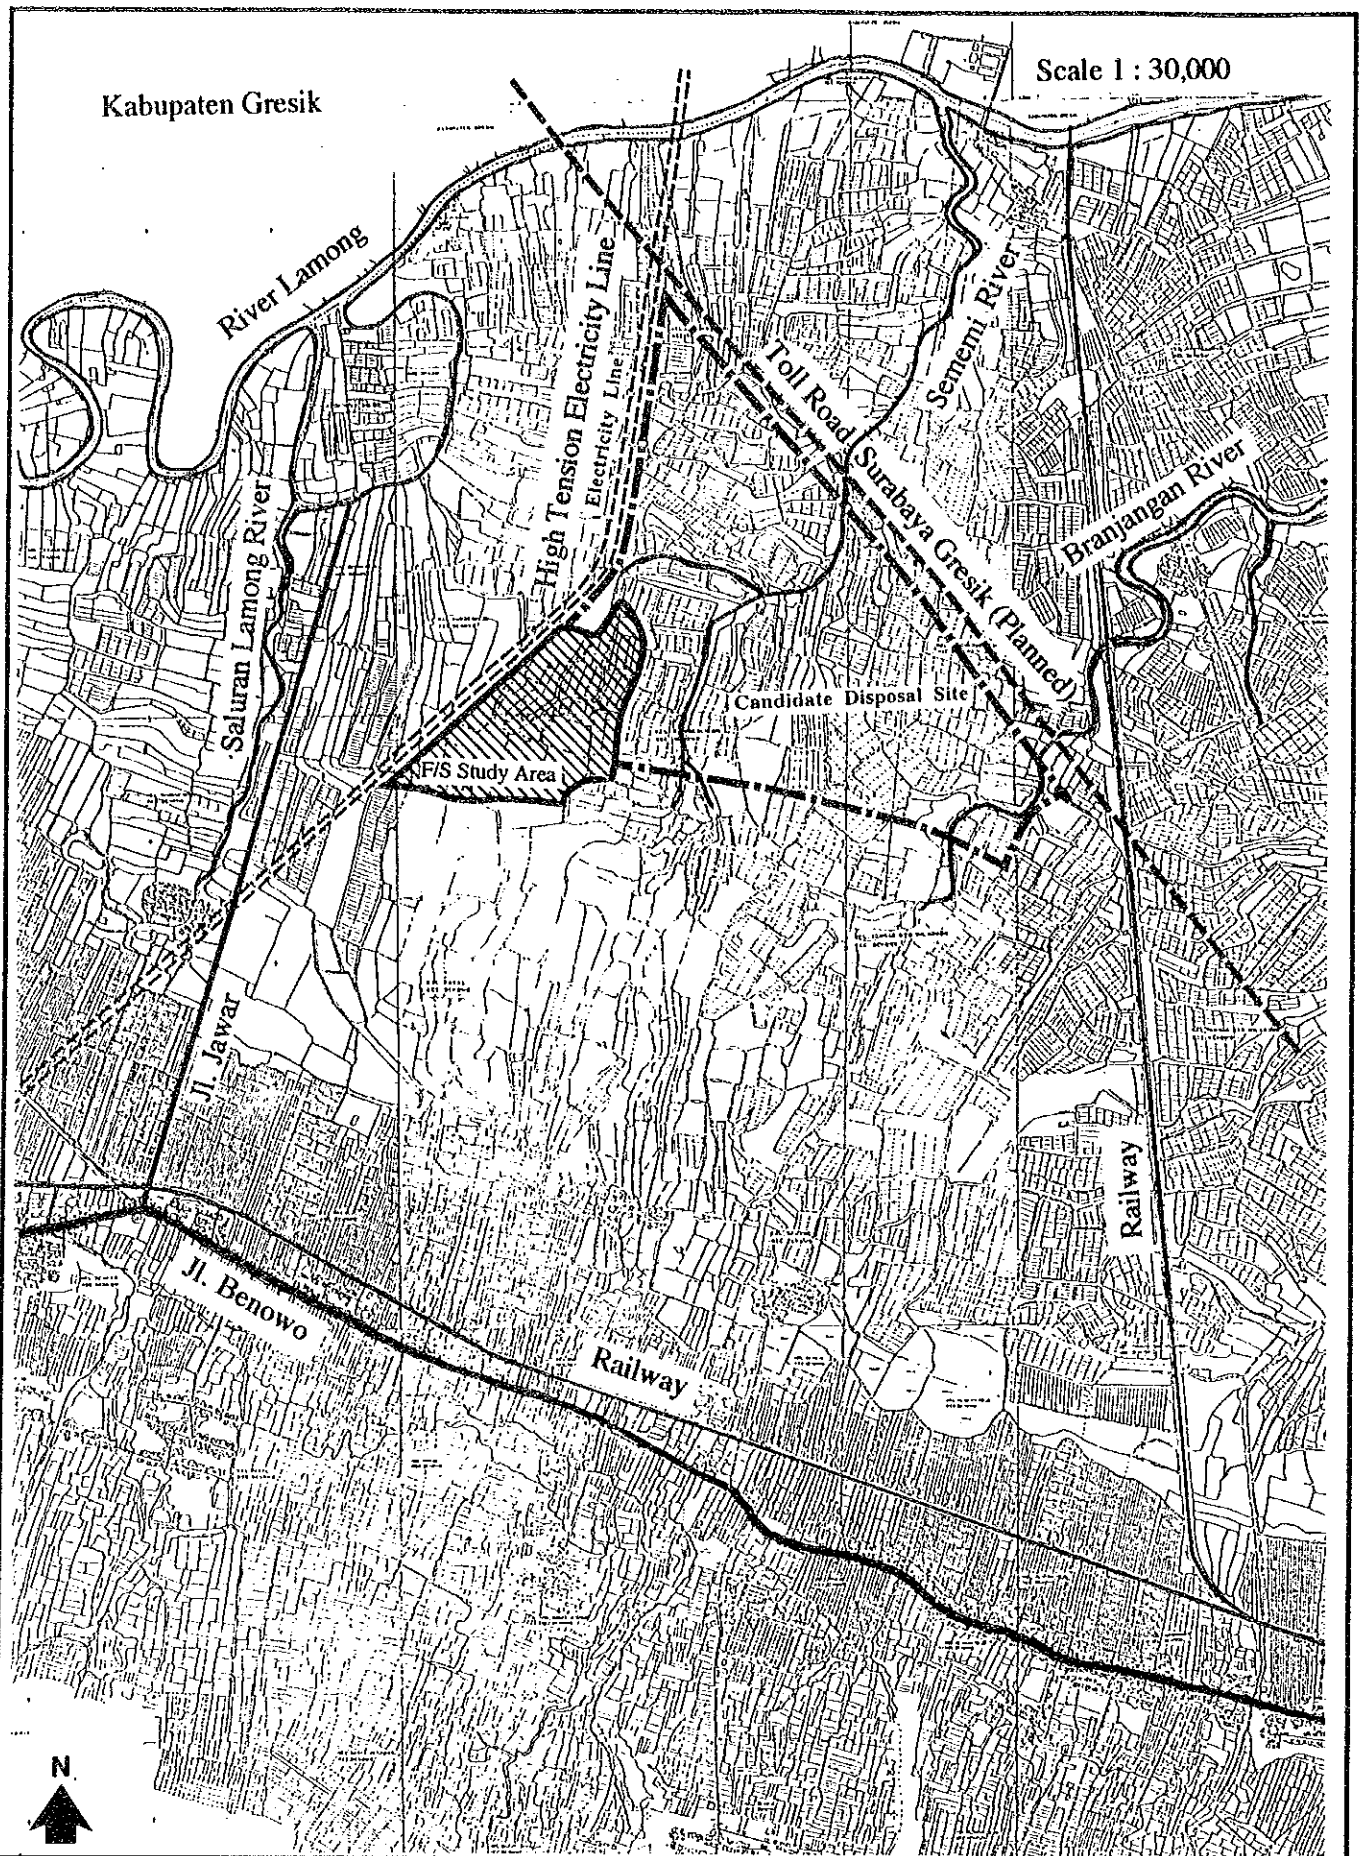 Scale 1 : 30,000
Kabupaten Gresik
River Lamong
High Tension Electricity Line
Electricity Line
Sememi River
Toll Road Surabaya Gresik (Planned)
Branjangan River
Saluran Lamong River
Candidate Disposal Site
F/S Study Area
Jl. Jawar
Railway
Jl. Benowo
Railway
N